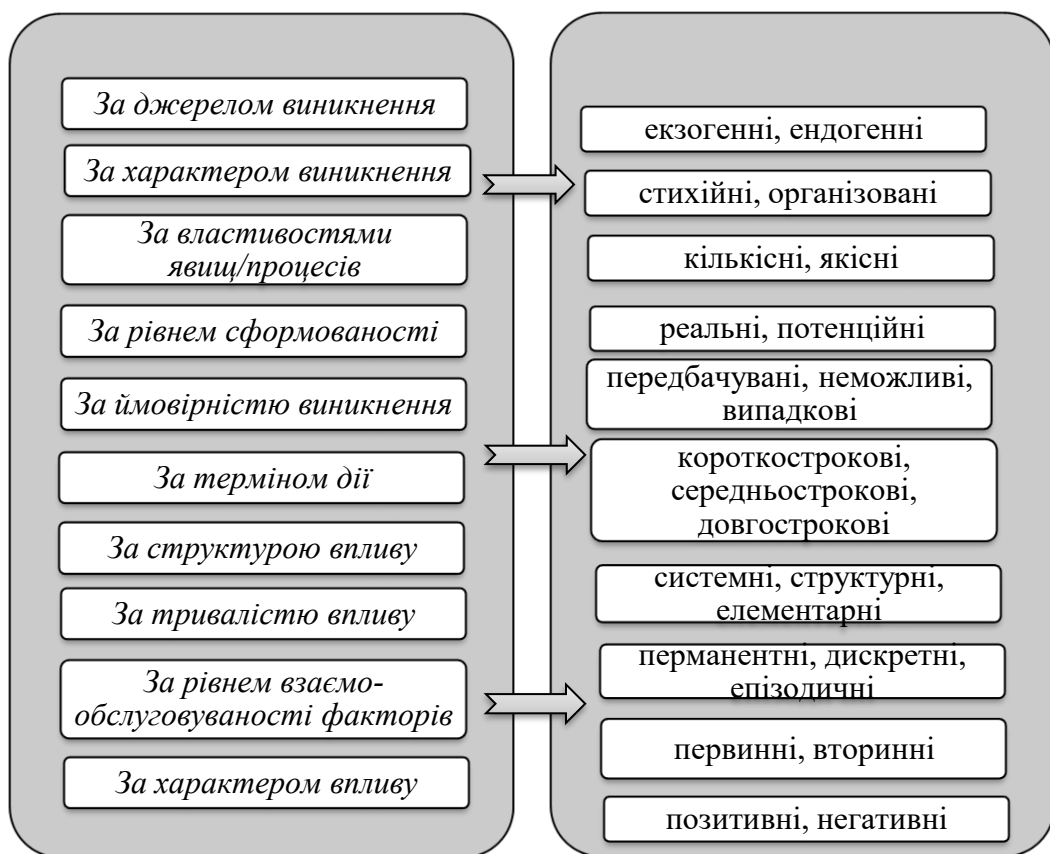 За джерелом виникнення
За характером виникнення
За властивостями
явищ/процесів
За рівнем сформованості
За ймовірністю виникнення
За терміном дії
За структурою впливу
За тривалістю впливу
За рівнем взаємо-
обслуговуваності факторів
За характером впливу
екзогенні, ендогенні
стихійні, організовані
кількісні, якісні
реальні, потенційні
передбачувані, неможливі,
випадкові
короткострокові,
середньострокові,
довгострокові
системні, структурні,
елементарні
перманентні, дискретні,
епізодичні
первинні, вторинні
позитивні, негативні